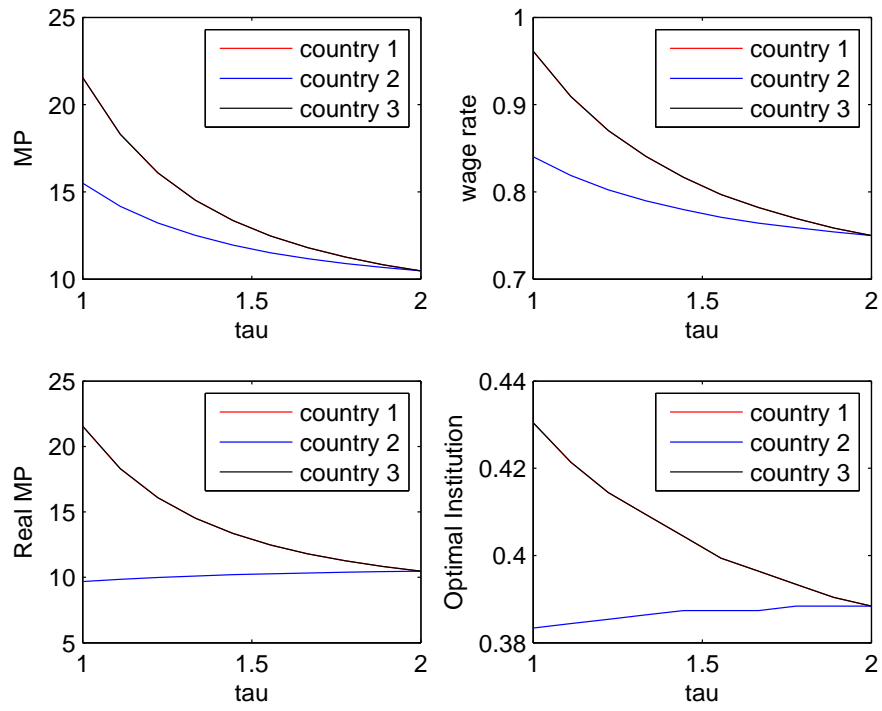 25
20
15
10
MP
1
1.5
2
tau
country 1
country 2
country 3
1
0.9
0.8
0.7
wage rate
1
1.5
2
tau
country 1
country 2
country 3
25
20
15
10
5
Real MP
1
1.5
2
tau
country 1
country 2
country 3
0.44
0.42
0.4
0.38
Optimal Institution
1
1.5
2
tau
country 1
country 2
country 3